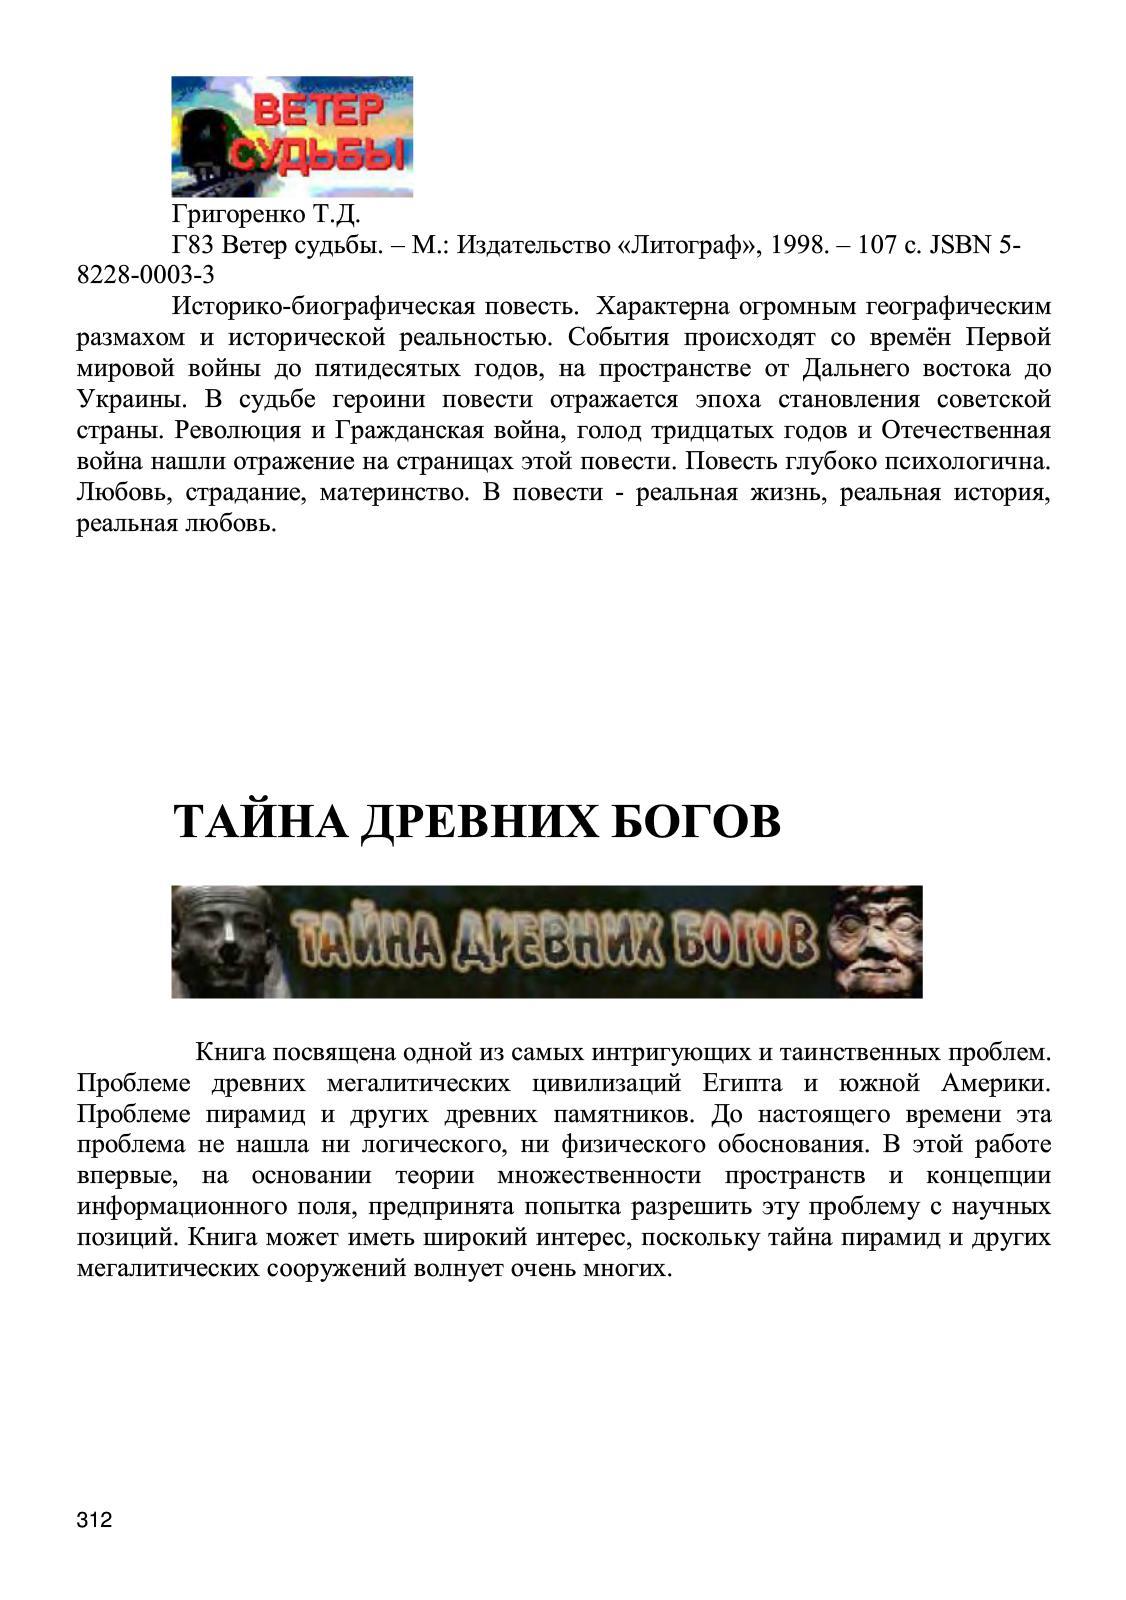 ВЕТЕР
СУДЬБЫ
Григоренко Т.Д.
Г83 Ветер судьбы. – М.: Издательство «Литограф», 1998. – 107 с. JSBN 5-
8228-0003-3
Историко-биографическая повесть. Характерна огромным географическим
размахом и исторической реальностью. События происходят со времён Первой
мировой войны до пятидесятых годов, на пространстве от Дальнего востока до
Украины. В судьбе героини повести отражается эпоха становления советской
страны. Революция и Гражданская война, голод тридцатых годов и Отечественная
война нашли отражение на страницах этой повести. Повесть глубоко психологична.
Любовь, страдание, материнство. В повести - реальная жизнь, реальная история,
реальная любовь.
ТАЙНА ДРЕВНИХ БОГОВ
ТАЙНА ДРЕВНИХ БОГОВ
Книга посвящена одной из самых интригующих и таинственных проблем.
Проблеме древних мегалитических цивилизаций Египта и южной Америки.
Проблеме пирамид и других древних памятников. До настоящего времени эта
проблема не нашла ни логического, ни физического обоснования. В этой работе
впервые, на основании теории множественности пространств и концепции
информационного поля, предпринята попытка разрешить эту проблему с научных
позиций. Книга может иметь широкий интерес, поскольку тайна пирамид и других
мегалитических сооружений волнует очень многих.
312